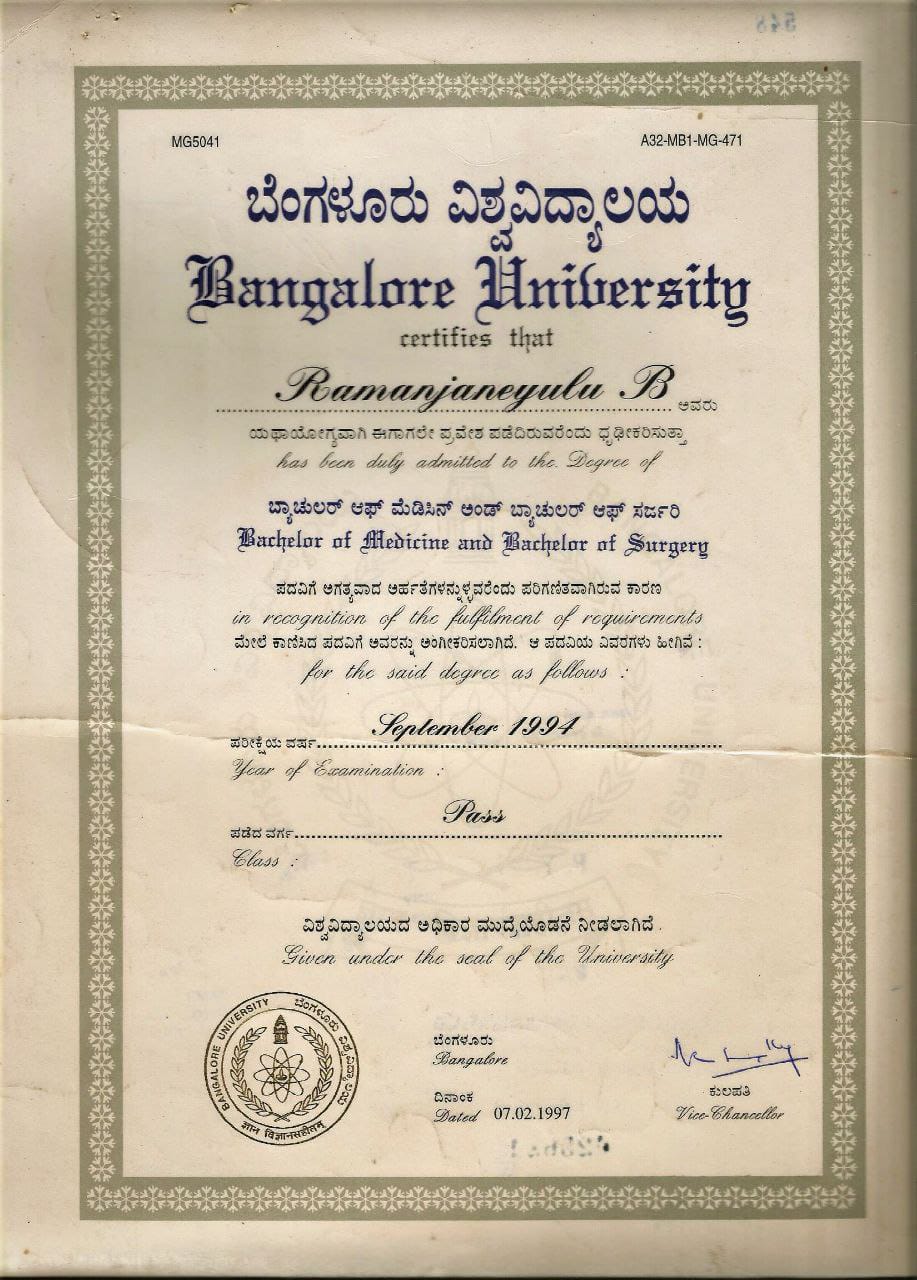 548
MG5041
A32-MB1-MG-471
ಬೆಂಗಳೂರು ವಿಶ್ವವಿದ್ಯಾಲಯ
Bangalore University
certifies that
Ramanjaneyulu B ಅವರು
ಯಥಾಯೋಗ್ಯವಾಗಿ ಈಗಾಗಲೇ ಪ್ರವೇಶ ಪಡೆದಿರುವರೆಂದು ಧೃಢೀಕರಿಸುತ್ತಾ
has been duly admitted to the Degree of
ಬ್ಯಾಚುಲರ್ ಆಫ್ ಮೆಡಿಸಿನ್ ಅಂಡ್ ಬ್ಯಾಚುಲರ್ ಆಫ್ ಸರ್ಜರಿ
Bachelor of Medicine and Bachelor of Surgery
ಪದವಿಗೆ ಅಗತ್ಯವಾದ ಅರ್ಹತೆಗಳನ್ನುಳ್ಳವರೆಂದು ಪರಿಗಣಿತವಾಗಿರುವ ಕಾರಣ
in recognition of the fulfilment of requirements
ಮೇಲೆ ಕಾಣಿಸಿದ ಪದವಿಗೆ ಅವರನ್ನು ಅಂಗೀಕರಿಸಲಾಗಿದೆ. ಆ ಪದವಿಯ ವಿವರಗಳು ಹೀಗಿವೆ :
for the said degree as follows :
September 1994
ಪರೀಕ್ಷೆಯ ವರ್ಷ
Year of Examination :
Pass
ಪಡೆದ ವರ್ಗ
Class :
ವಿಶ್ವವಿದ್ಯಾಲಯದ ಅಧಿಕಾರ ಮುದ್ರೆಯೊಡನೆ ನೀಡಲಾಗಿದೆ.
Given under the seal of the University
BANGALORE UNIVERSITY ಬೆಂಗಳೂರು ವಿಶ್ವವಿದ್ಯಾಲಯ
ज्ञान विज्ञानसहीतम्
ಬೆಂಗಳೂರು
Bangalore
ದಿನಾಂಕ
Dated 07.02.1997
ಕುಲಪತಿ
Vice-Chancellor